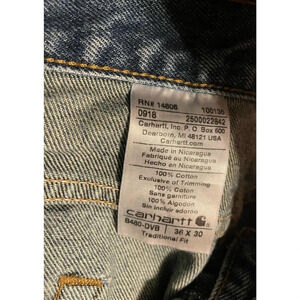 RN# 14806 100136
0918 2500022842
Carhartt, Inc. P.O. Box 600
Dearborn, MI 48121 USA
Carhartt.com
Made in Nicaragua
Fabriqué au Nicaragua
Hecho en Nicaragua
100% Cotton
Exclusive of Trimming
100% Coton
Sans garniture
100% Algodon
Sin incluir adorno
carhartt
B480-DVB 36 X 30
Traditional Fit